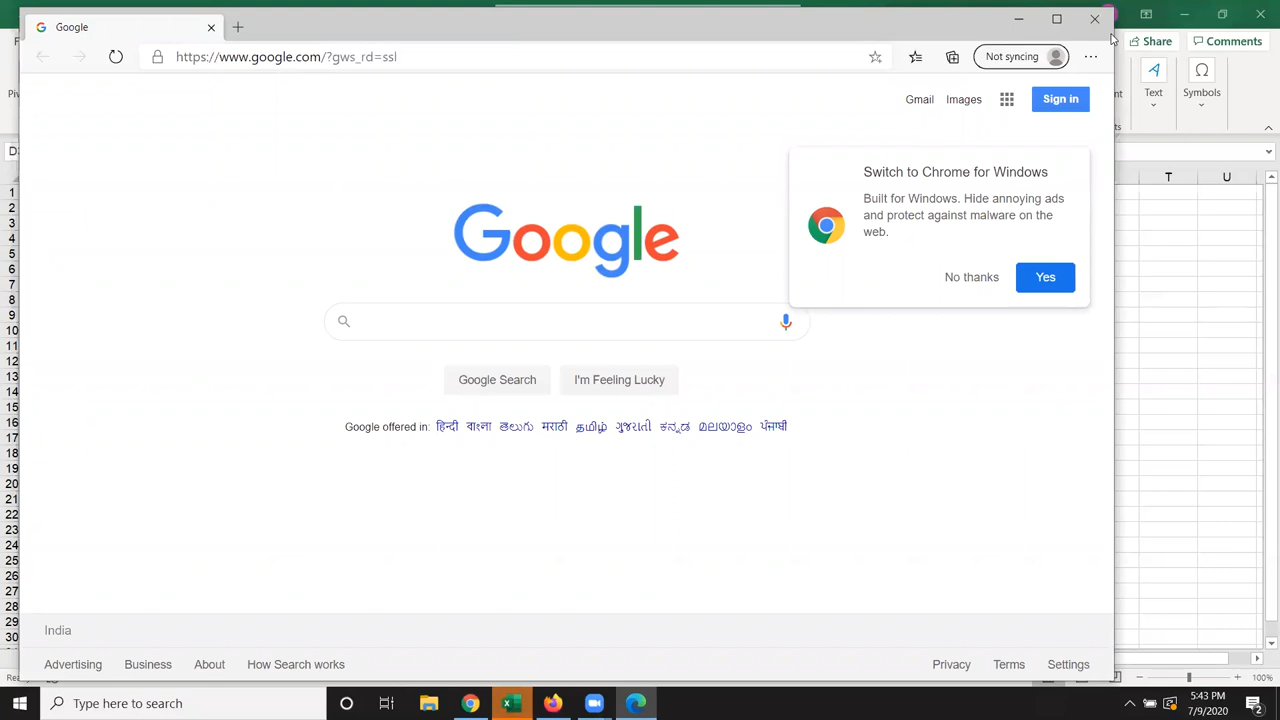 Google
https://www.google.com/?gws_rd=ssl
Not syncing
Share
Comments
Text
Symbols
Gmail
Images
Sign in
Switch to Chrome for Windows
Built for Windows. Hide annoying ads
and protect against malware on the
web.
No thanks
Yes
Google
Google Search
I'm Feeling Lucky
Google offered in: हिन्दी বাংলা తెలుగు मराठी தமிழ் ગુજરાતી ಕನ್ನಡ മലയാളം ਪੰਜਾਬੀ
India
Advertising
Business
About
How Search works
Privacy
Terms
Settings
T
U
1
2
3
4
5
6
7
8
9
10
11
12
13
14
15
16
17
18
19
20
21
22
23
24
25
26
27
28
29
30
100%
Type here to search
5:43 PM
7/9/2020
2